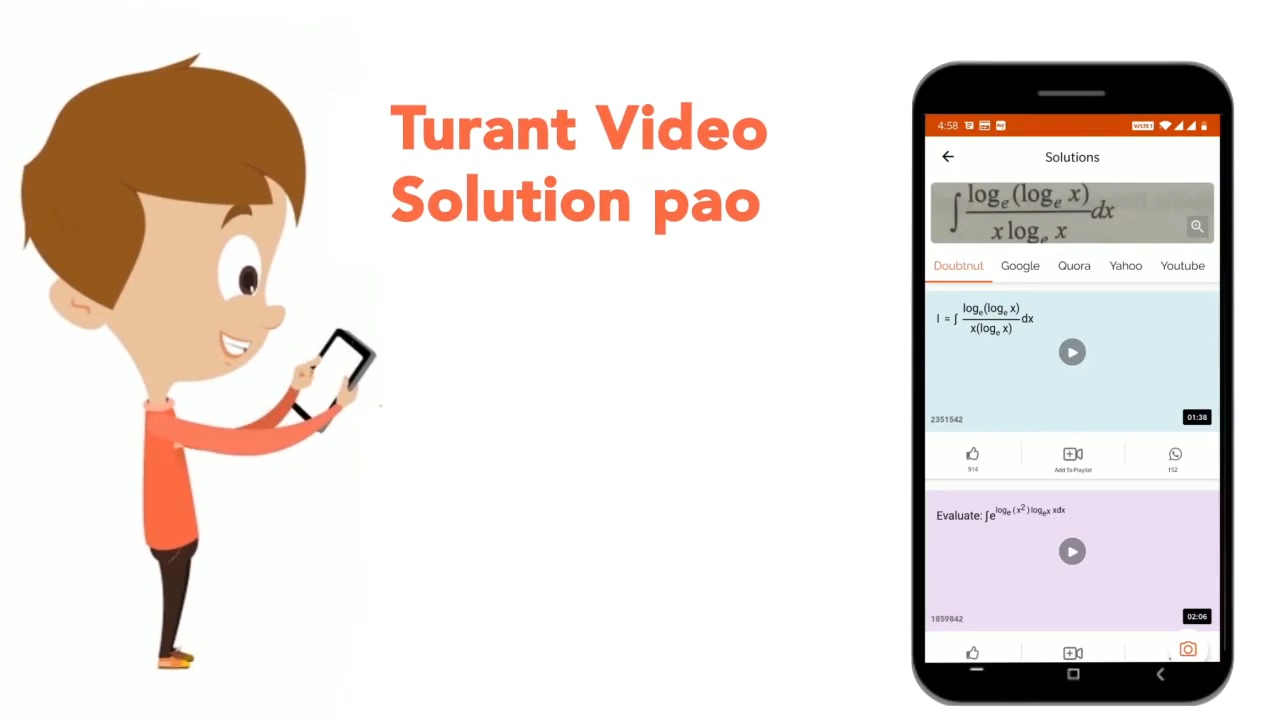 Turant Video
Solution pao
4:58
VoLTE
Solutions
∫ logₑ(logₑ x) / x logₑ x dx
Doubtnut Google Quora Yahoo Youtube
I = ∫ logₑ(logₑ x) / x(logₑ x) dx
2351542 01:38
914 Add To Playlist 152
Evaluate: ∫e^logₑ(x²)logₑx xdx
1859842 02:06